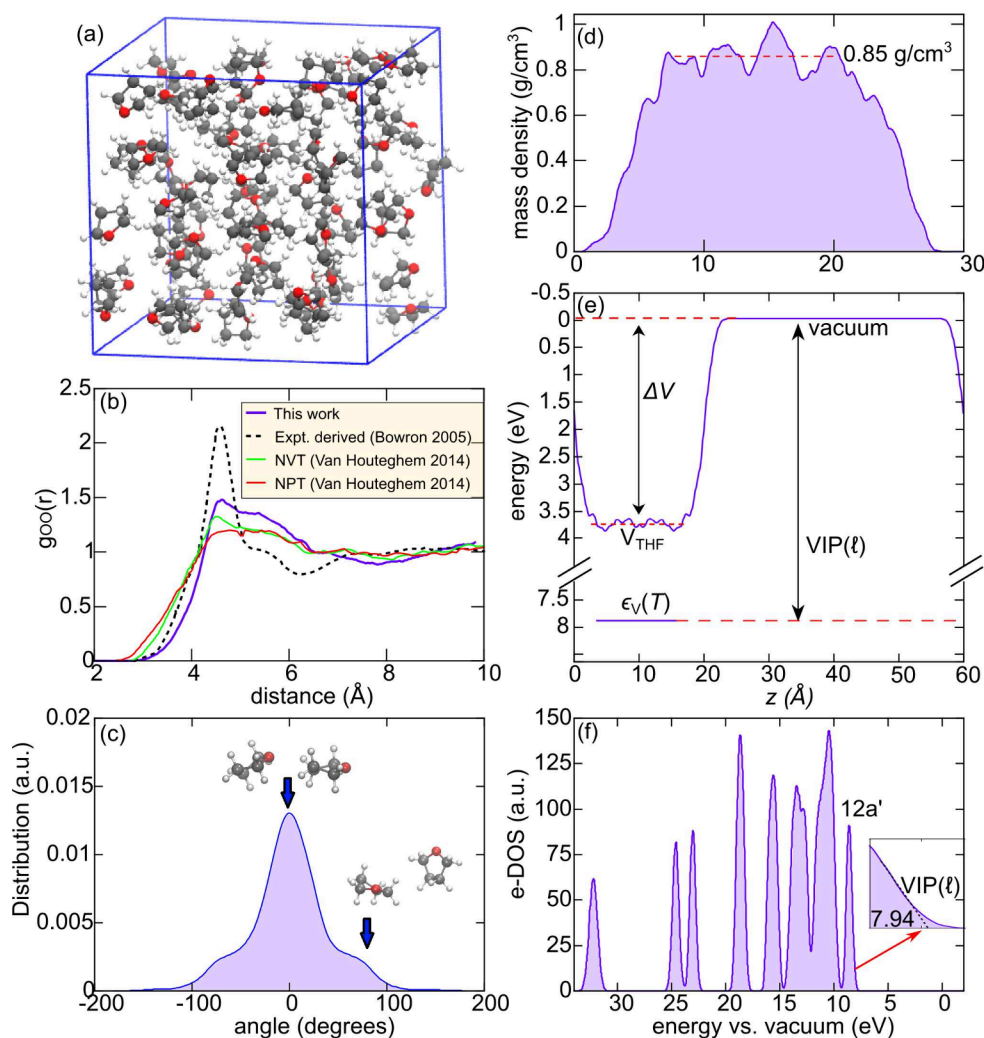 (a)
(b)
2.5
2
1.5
1
0.5
0
goo(r)
This work
Expt. derived (Bowron 2005)
NVT (Van Houteghem 2014)
NPT (Van Houteghem 2014)
2 4 6 8 10
distance (Å)
(c)
0.02
0.015
0.01
0.005
0
Distribution (a.u.)
-200 -100 0 100 200
angle (degrees)
(d)
1
0.8
0.6
0.4
0.2
0
mass density (g/cm³)
0.85 g/cm³
0 10 20 30
(e)
-0.5
0
0.5
1
1.5
2
2.5
3
3.5
4
7.5
8
energy (eV)
vacuum
ΔV
V_THF
VIP(ℓ)
ϵ_V(T)
0 10 20 30 40 50 60
z (Å)
(f)
150
125
100
75
50
25
0
e-DOS (a.u.)
12a'
VIP(ℓ)
7.94
30 25 20 15 10 5 0
energy vs. vacuum (eV)